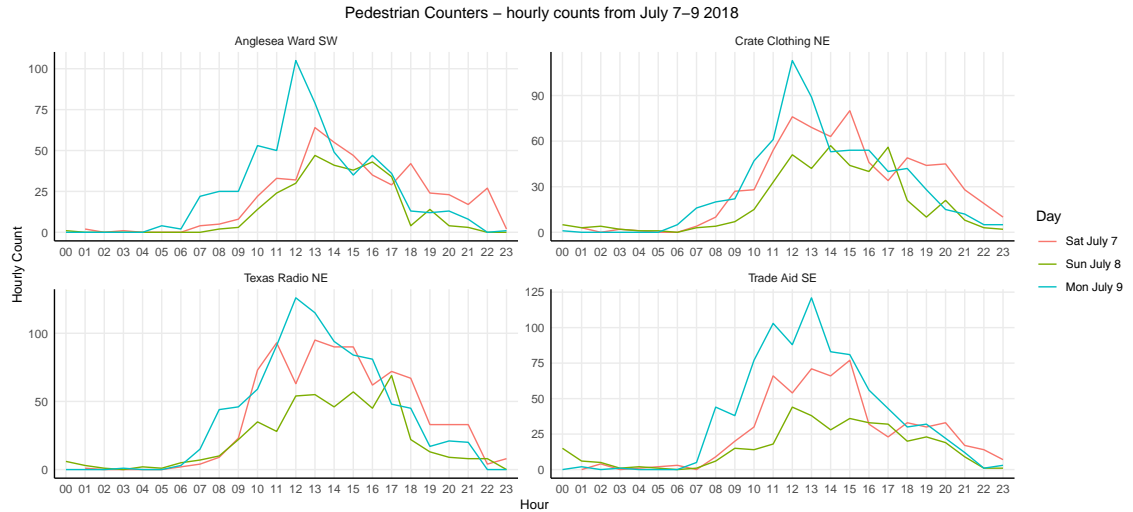 Pedestrian Counters – hourly counts from July 7–9 2018
Anglesea Ward SW
Crate Clothing NE
100
75
50
25
0
00 01 02 03 04 05 06 07 08 09 10 11 12 13 14 15 16 17 18 19 20 21 22 23
90
60
30
0
00 01 02 03 04 05 06 07 08 09 10 11 12 13 14 15 16 17 18 19 20 21 22 23
Texas Radio NE
Trade Aid SE
100
50
0
00 01 02 03 04 05 06 07 08 09 10 11 12 13 14 15 16 17 18 19 20 21 22 23
125
100
75
50
25
0
00 01 02 03 04 05 06 07 08 09 10 11 12 13 14 15 16 17 18 19 20 21 22 23
Hourly Count
Hour
Day
Sat July 7
Sun July 8
Mon July 9